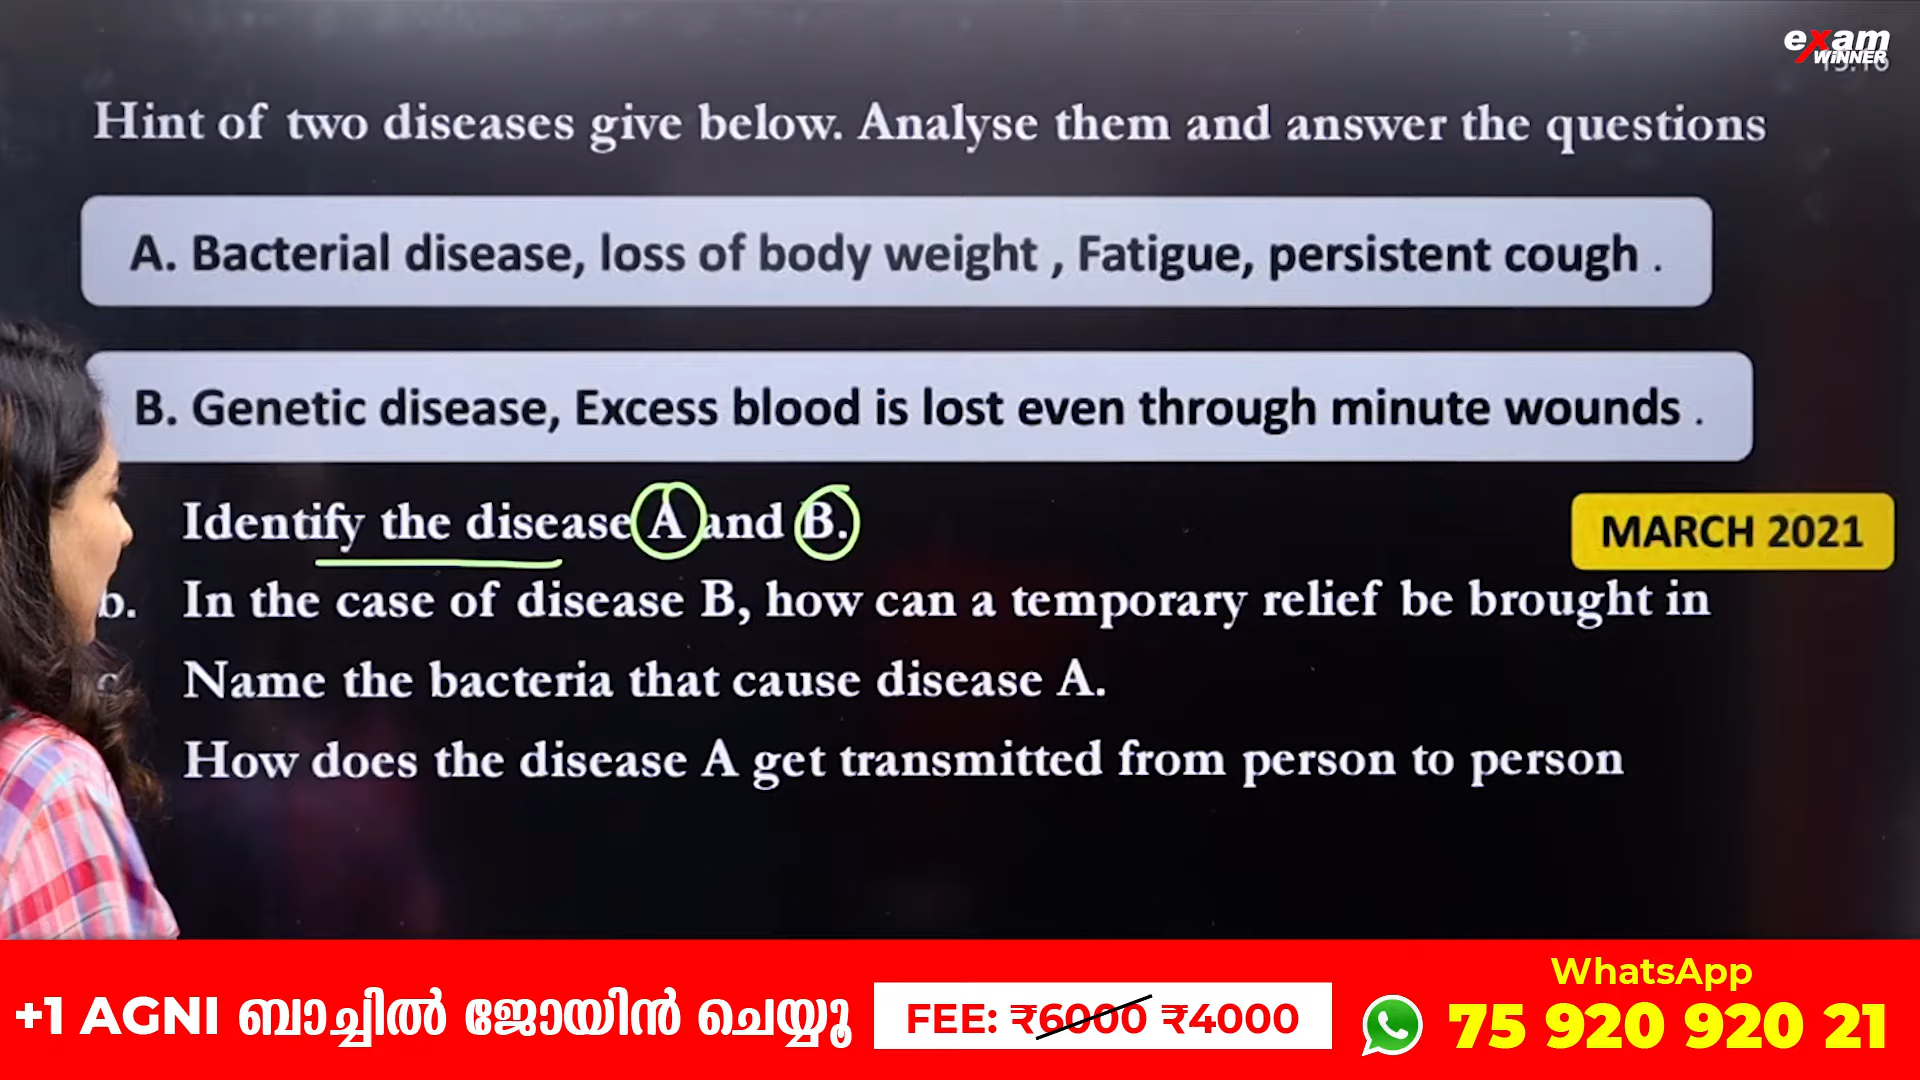 exam
WINNER
Hint of two diseases give below. Analyse them and answer the questions
A. Bacterial disease, loss of body weight , Fatigue, persistent cough .
B. Genetic disease, Excess blood is lost even through minute wounds .
Identify the disease A and B.
MARCH 2021
b. In the case of disease B, how can a temporary relief be brought in
Name the bacteria that cause disease A.
How does the disease A get transmitted from person to person
+1 AGNI ബാച്ചിൽ ജോയിൻ ചെയ്യൂ
FEE: ₹6000 ₹4000
WhatsApp
75 920 920 21